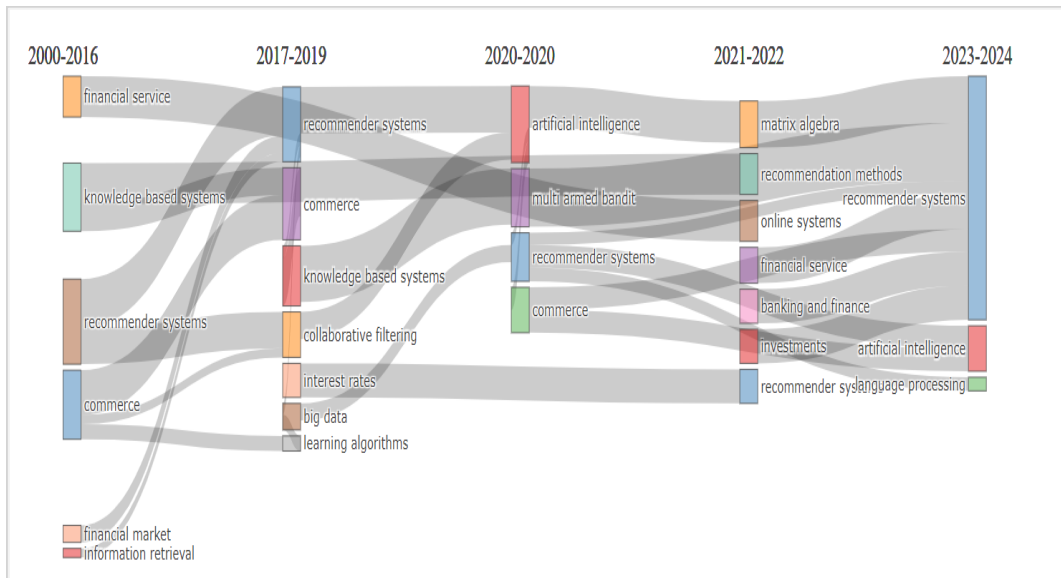 2000-2016
2017-2019
2020-2020
2021-2022
2023-2024
financial service
knowledge based systems
recommender systems
commerce
financial market
information retrieval
recommender systems
commerce
knowledge based systems
collaborative filtering
interest rates
big data
learning algorithms
artificial intelligence
multi armed bandit
recommender systems
commerce
matrix algebra
recommendation methods
online systems
financial service
banking and finance
investments
recommender sys
recommender systems
artificial intelligence
language processing